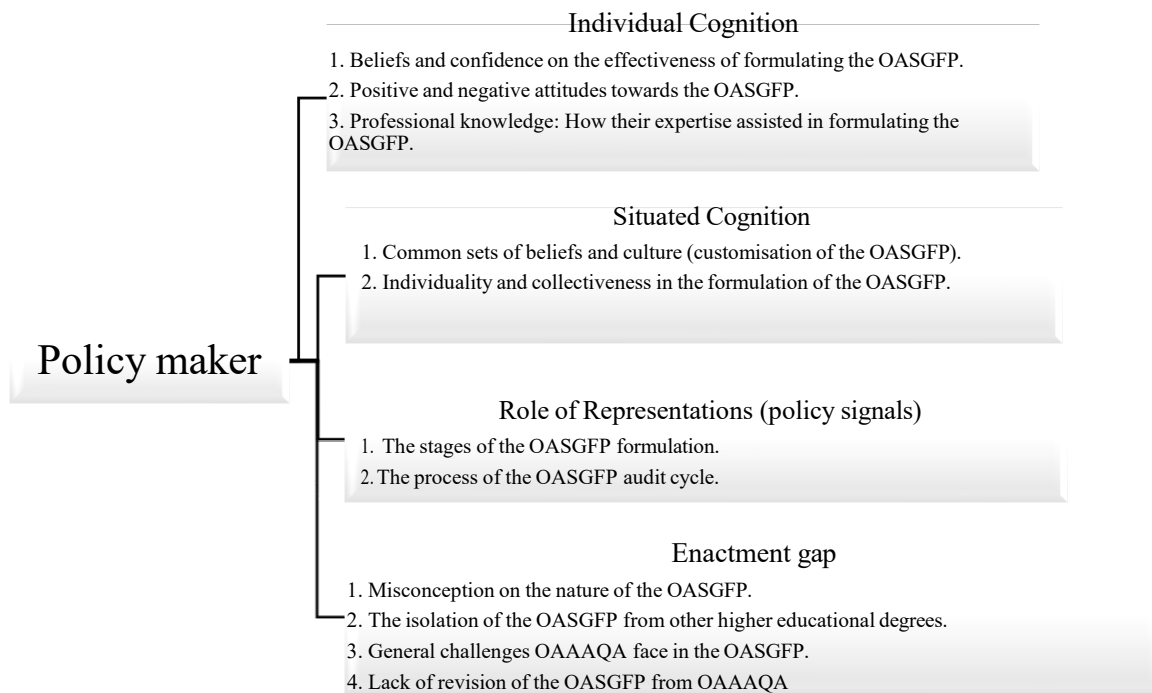 Individual Cognition
1. Beliefs and confidence on the effectiveness of formulating the OASGFP.
2. Positive and negative attitudes towards the OASGFP.
3. Professional knowledge: How their expertise assisted in formulating the
OASGFP.
Situated Cognition
1. Common sets of beliefs and culture (customisation of the OASGFP).
2. Individuality and collectiveness in the formulation of the OASGFP.
Policy maker
Role of Representations (policy signals)
1. The stages of the OASGFP formulation.
2. The process of the OASGFP audit cycle.
Enactment gap
1. Misconception on the nature of the OASGFP.
2. The isolation of the OASGFP from other higher educational degrees.
3. General challenges OAAAQA face in the OASGFP.
4. Lack of revision of the OASGFP from OAAAQA